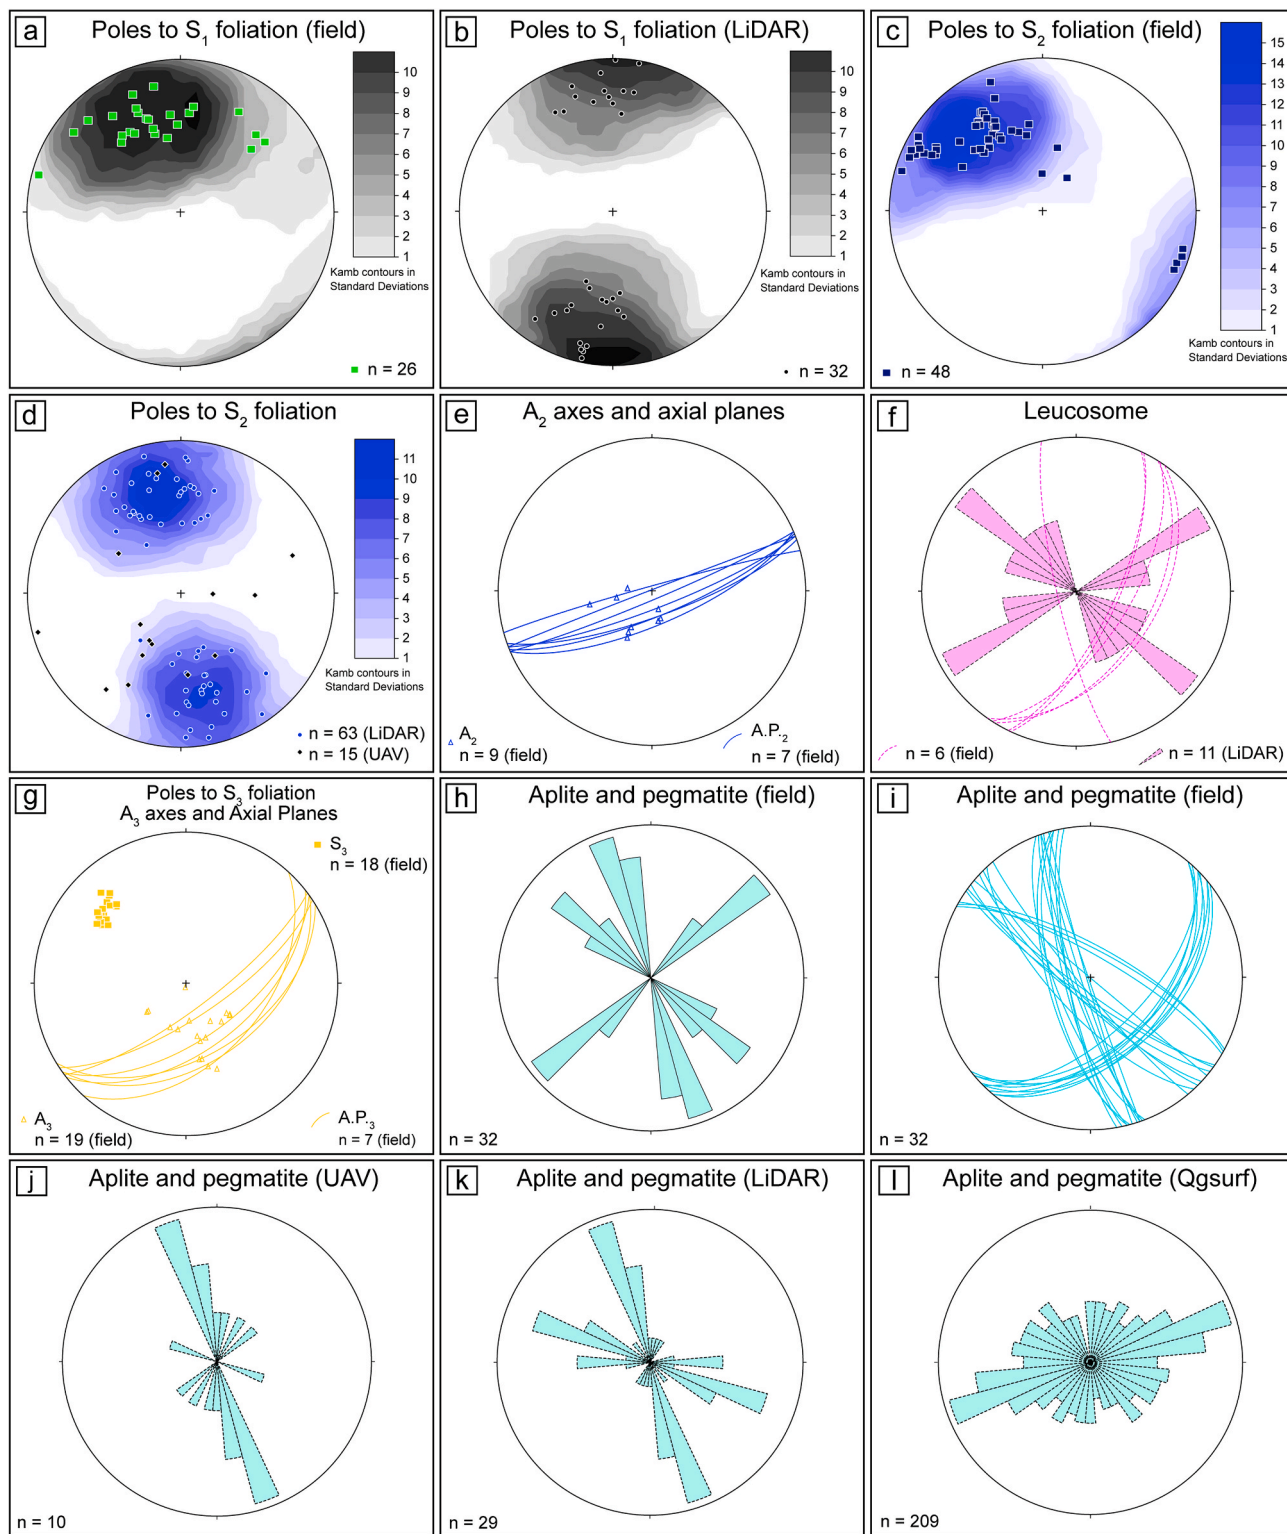 a
Poles to S1 foliation (field)
10
9
8
7
6
5
4
3
2
1
Kamb contours in
Standard Deviations
n = 26
b
Poles to S1 foliation (LiDAR)
10
9
8
7
6
5
4
3
2
1
Kamb contours in
Standard Deviations
n = 32
c
Poles to S2 foliation (field)
15
14
13
12
11
10
9
8
7
6
5
4
3
2
1
Kamb contours in
Standard Deviations
n = 48
d
Poles to S2 foliation
11
10
9
8
7
6
5
4
3
2
1
Kamb contours in
Standard Deviations
n = 63 (LiDAR)
n = 15 (UAV)
e
A2 axes and axial planes
A2
n = 9 (field)
A.P.2
n = 7 (field)
f
Leucosome
n = 6 (field)
n = 11 (LiDAR)
g
Poles to S3 foliation
A3 axes and Axial Planes
S3
n = 18 (field)
A3
n = 19 (field)
A.P.3
n = 7 (field)
h
Aplite and pegmatite (field)
n = 32
i
Aplite and pegmatite (field)
n = 32
j
Aplite and pegmatite (UAV)
n = 10
k
Aplite and pegmatite (LiDAR)
n = 29
l
Aplite and pegmatite (Qgsurf)
n = 209